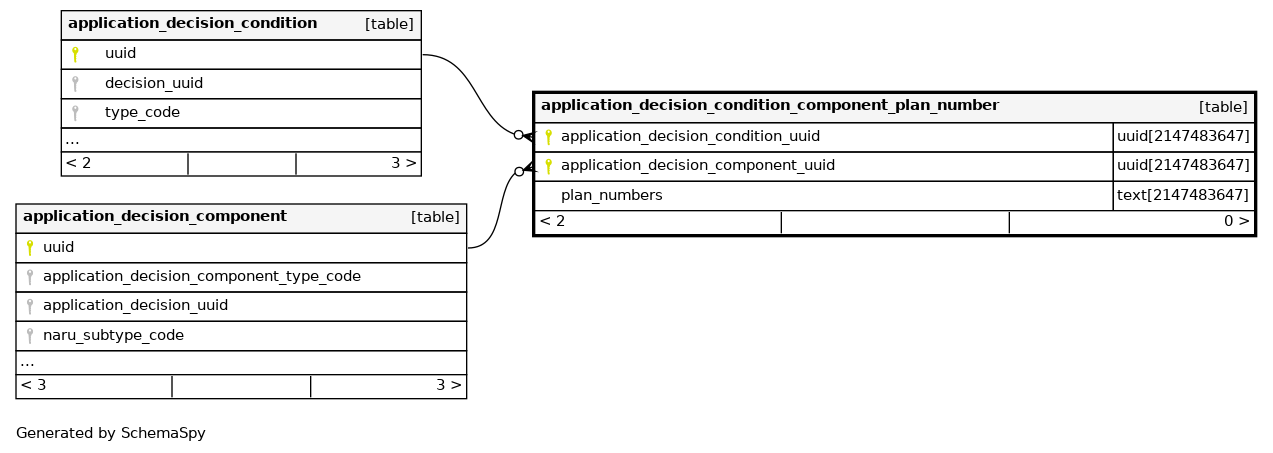 application_decision_condition [table]
uuid
decision_uuid
type_code
...
< 2 3 >
application_decision_component [table]
uuid
application_decision_component_type_code
application_decision_uuid
naru_subtype_code
...
< 3 3 >
application_decision_condition_component_plan_number [table]
application_decision_condition_uuid uuid[2147483647]
application_decision_component_uuid uuid[2147483647]
plan_numbers text[2147483647]
< 2 0 >
Generated by SchemaSpy